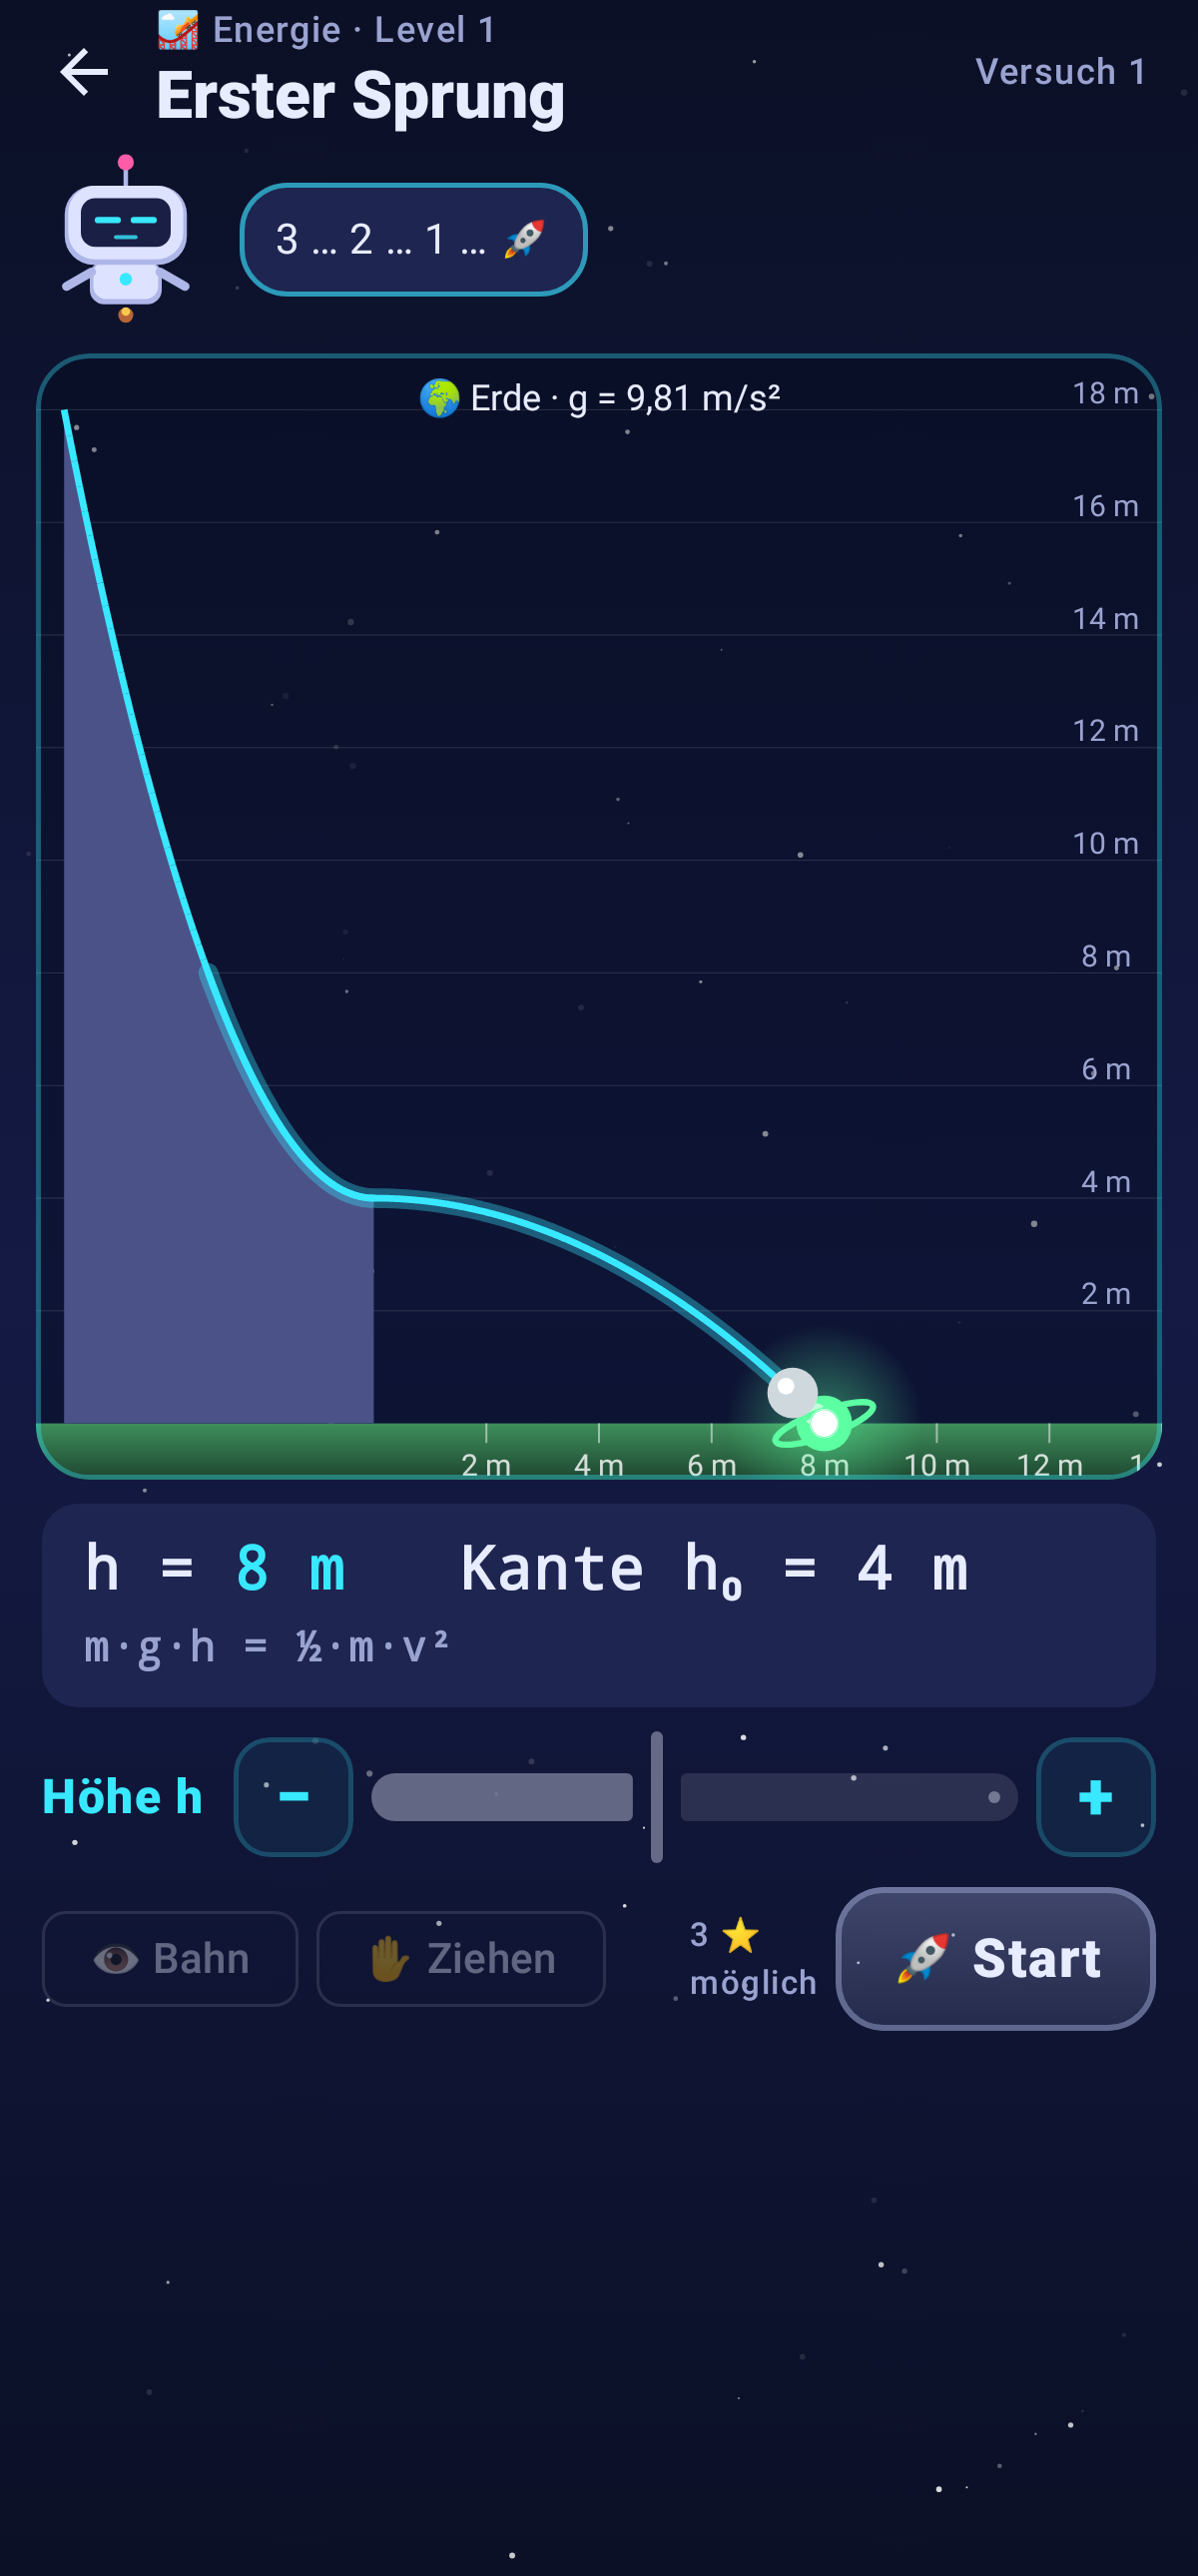 Energie · Level 1
Erster Sprung
Versuch 1
3 … 2 … 1 … 🚀
Erde · g = 9,81 m/s²
18 m
16 m
14 m
12 m
10 m
8 m
6 m
4 m
2 m
2 m 4 m 6 m 8 m 10 m 12 m 1
h = 8 m Kante h₀ = 4 m
m·g·h = ½·m·v²
Höhe h − +
👁️ Bahn ✋ Ziehen
3 ⭐
möglich
🚀 Start